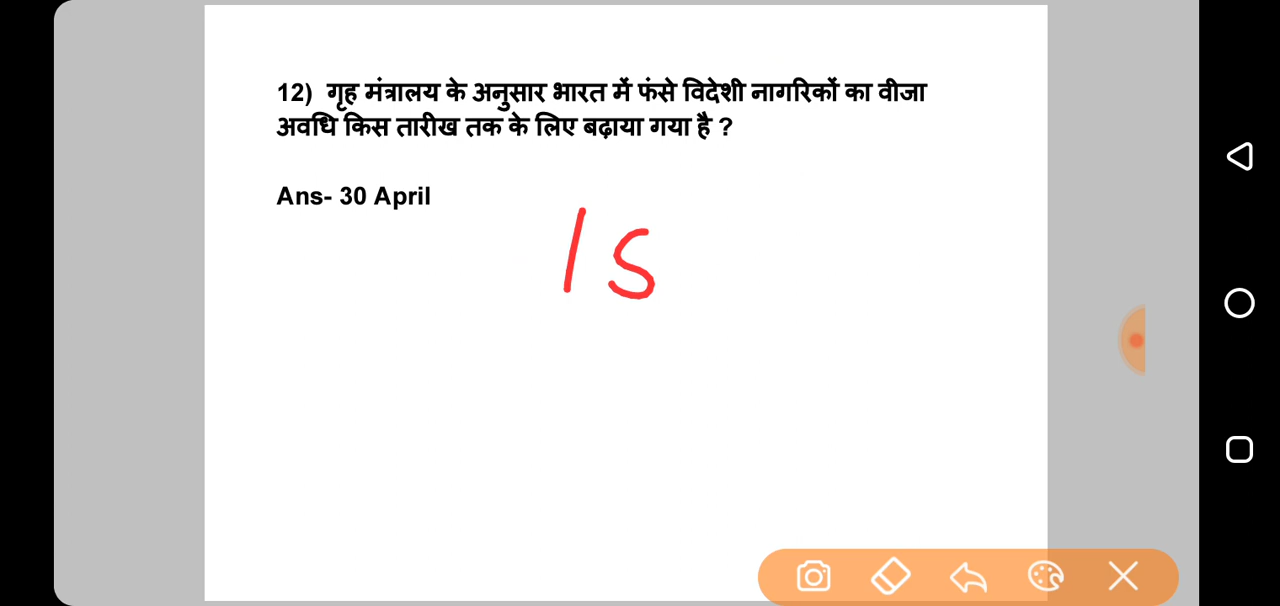 12) गृह मंत्रालय के अनुसार भारत में फंसे विदेशी नागरिकों का वीजा
अवधि किस तारीख तक के लिए बढ़ाया गया है ?
Ans- 30 April
15